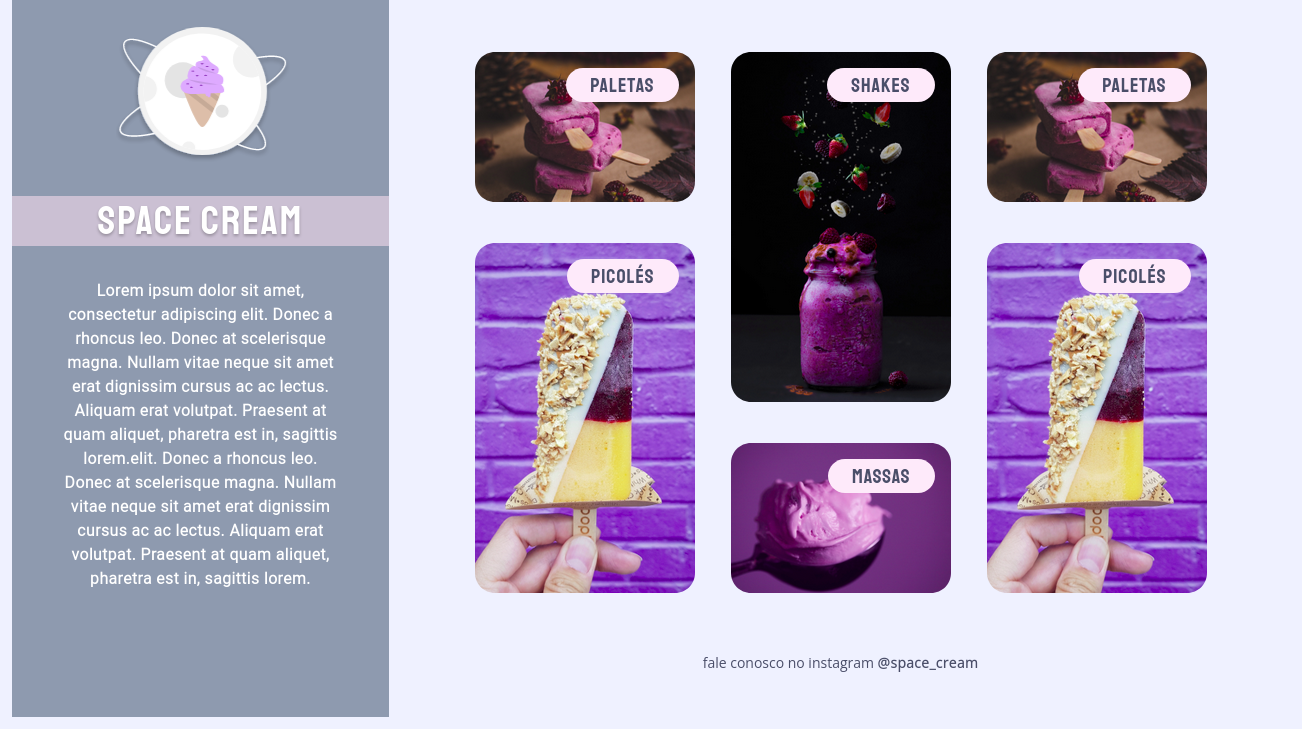 SPACE CREAM
Lorem ipsum dolor sit amet,
consectetur adipiscing elit. Donec a
rhoncus leo. Donec at scelerisque
magna. Nullam vitae neque sit amet
erat dignissim cursus ac ac lectus.
Aliquam erat volutpat. Praesent at
quam aliquet, pharetra est in, sagittis
lorem.elit. Donec a rhoncus leo.
Donec at scelerisque magna. Nullam
vitae neque sit amet erat dignissim
cursus ac ac lectus. Aliquam erat
volutpat. Praesent at quam aliquet,
pharetra est in, sagittis lorem.
PALETAS
SHAKES
PALETAS
PICOLÉS
PICOLÉS
MASSAS
fale conosco no instagram @space_cream